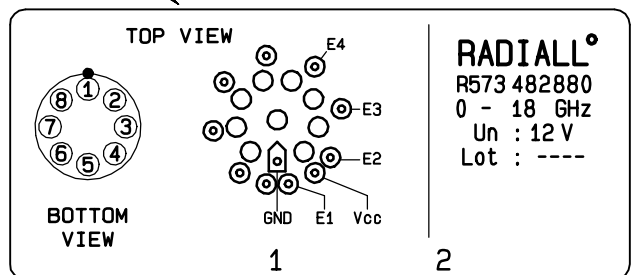 TOP VIEW
E4
E3
E2
GND
E1
Vcc
1
2
3
4
5
6
7
8
BOTTOM
VIEW
RADIALL°
R573 482880
0 - 18 GHz
Un : 12 V
Lot : ----
1
2